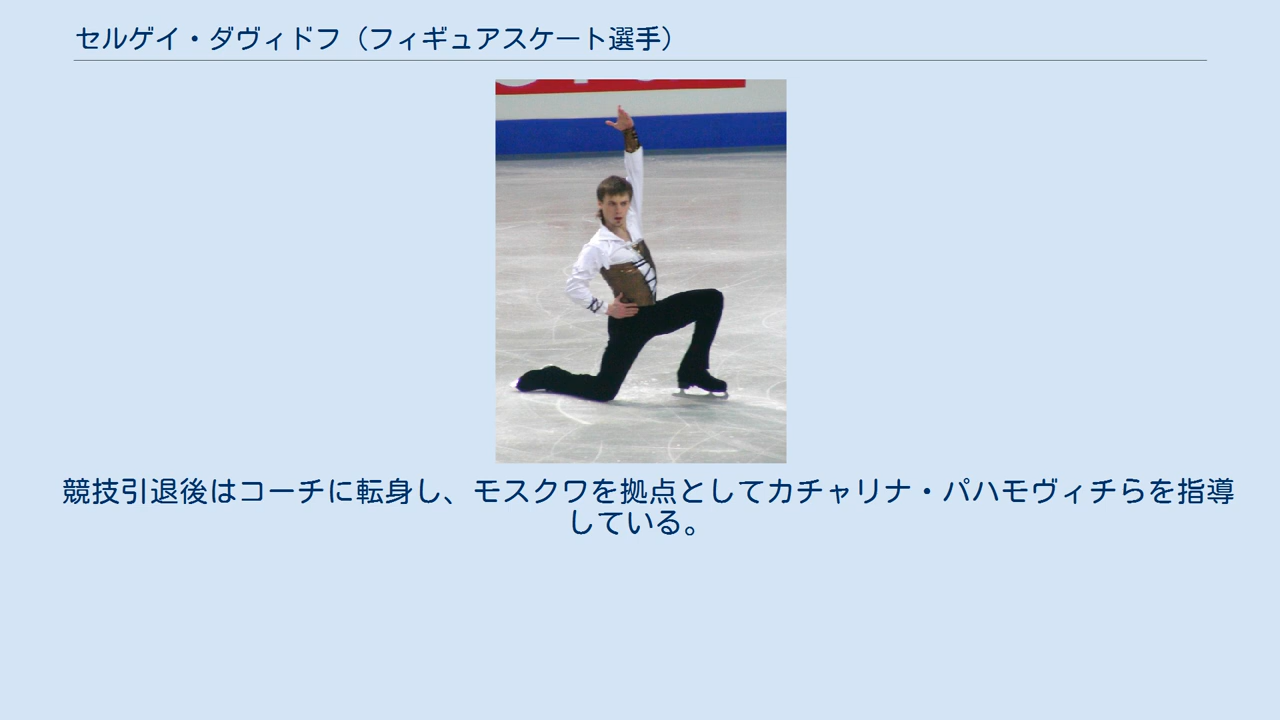 セルゲイ・ダヴィドフ（フィギュアスケート選手）
競技引退後はコーチに転身し、モスクワを拠点としてカチャリナ・パハモヴィチらを指導
している。